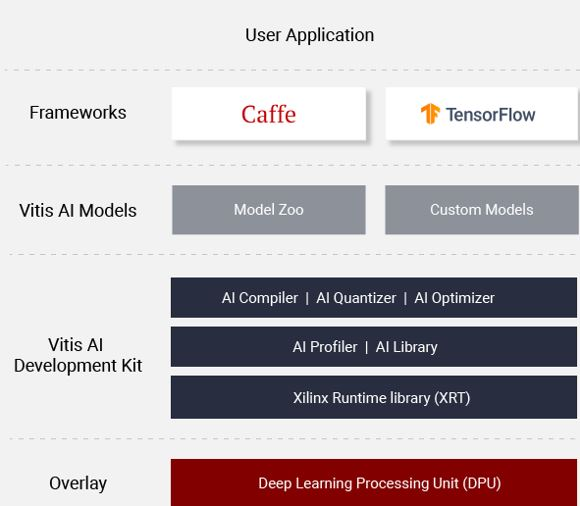 User Application
Frameworks
Caffe
TensorFlow
Vitis AI Models
Model Zoo
Custom Models
Vitis AI
Development Kit
AI Compiler | AI Quantizer | AI Optimizer
AI Profiler | AI Library
Xilinx Runtime library (XRT)
Overlay
Deep Learning Processing Unit (DPU)